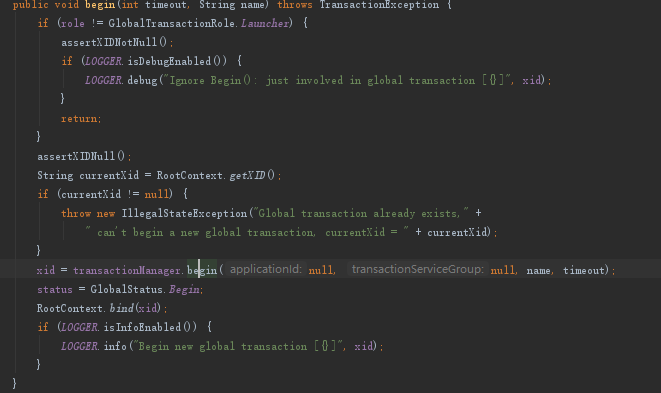 public void begin(int timeout, String name) throws TransactionException {
if (role != GlobalTransactionRole.Launcher) {
assertXIDNotNull();
if (LOGGER.isDebugEnabled()) {
LOGGER.debug("Ignore Begin(): just involved in global transaction [{}]", xid);
}
return;
}
assertXIDNull();
String currentXid = RootContext.getXID();
if (currentXid != null) {
throw new IllegalStateException("Global transaction already exists," +
" can't begin a new global transaction, currentXid = " + currentXid);
}
xid = transactionManager.begin( applicationId: null, transactionServiceGroup: null, name, timeout);
status = GlobalStatus.Begin;
RootContext.bind(xid);
if (LOGGER.isInfoEnabled()) {
LOGGER.info("Begin new global transaction [{}]", xid);
}
}